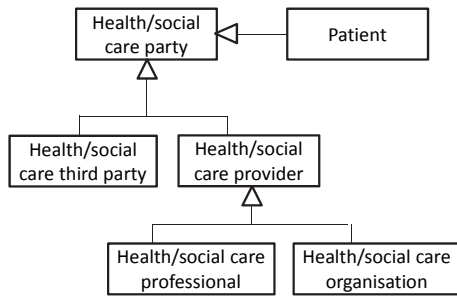 Health/social
care party
Patient
Health/social
care third party
Health/social
care provider
Health/social care
professional
Health/social care
organisation